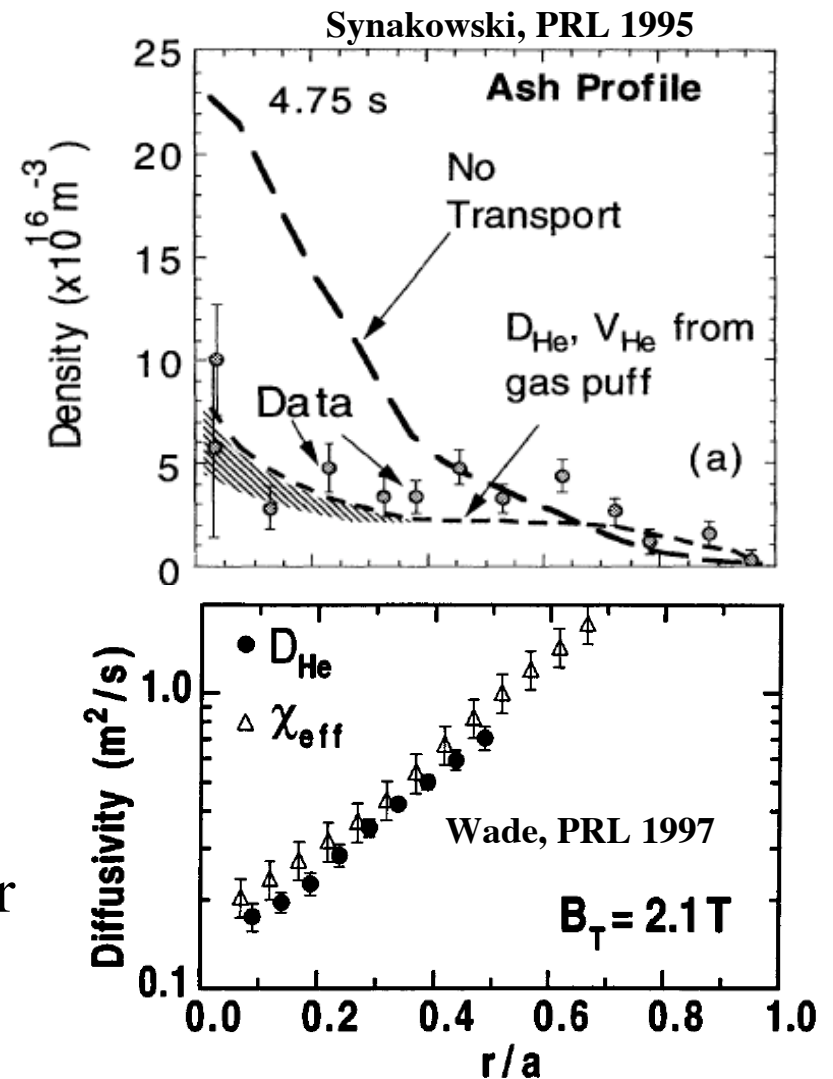 Synakowski, PRL 1995
25
20
15
10
5
0
Density (x10^16 m^-3)
4.75 s
Ash Profile
No
Transport
D_He, V_He from
gas puff
Data
(a)
r
Diffusivity (m^2/s)
1.0
0.1
● D_He
△ χ_eff
Wade, PRL 1997
B_T = 2.1 T
0.0 0.2 0.4 0.6 0.8 1.0
r/a